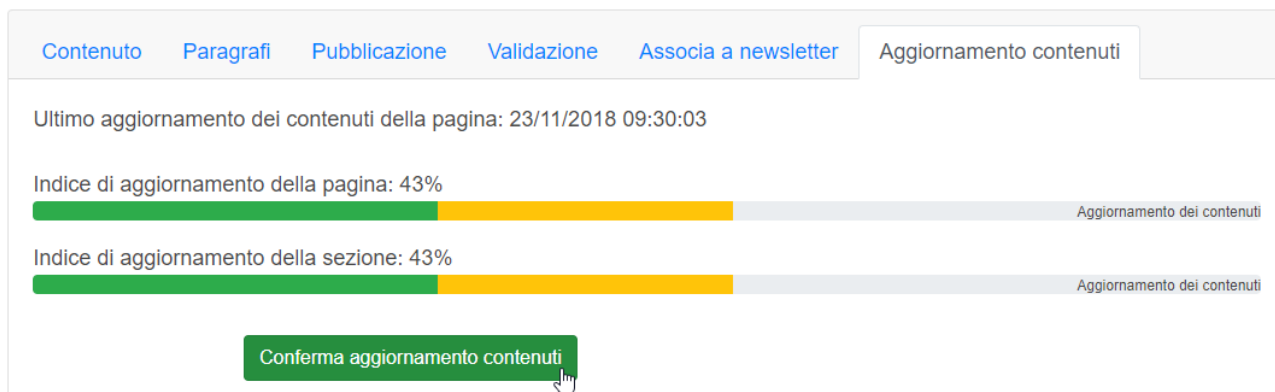 Contenuto Paragrafi Pubblicazione Validazione Associa a newsletter Aggiornamento contenuti
Ultimo aggiornamento dei contenuti della pagina: 23/11/2018 09:30:03
Indice di aggiornamento della pagina: 43%
Aggiornamento dei contenuti
Indice di aggiornamento della sezione: 43%
Aggiornamento dei contenuti
Conferma aggiornamento contenuti